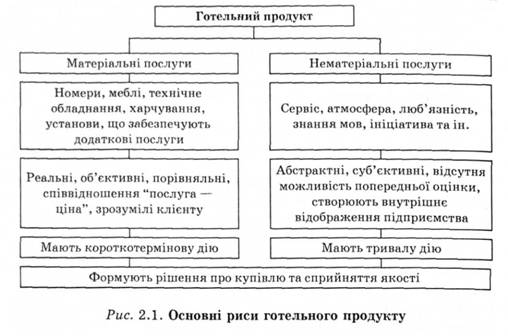 Готельний продукт
Матеріальні послуги
Нематеріальні послуги
Номери, меблі, технічне
обладнання, харчування,
установи, що забезпечують
додаткові послуги
Сервіс, атмосфера, люб’язність,
знання мов, ініціатива та ін.
Реальні, об’єктивні, порівняльні,
співвідношення “послуга —
ціна”, зрозумілі клієнту
Абстрактні, суб’єктивні, відсутня
можливість попередньої оцінки,
створюють внутрішнє
відображення підприємства
Мають короткотермінову дію
Мають тривалу дію
Формують рішення про купівлю та сприйняття якості
Рис. 2.1. Основні риси готельного продукту